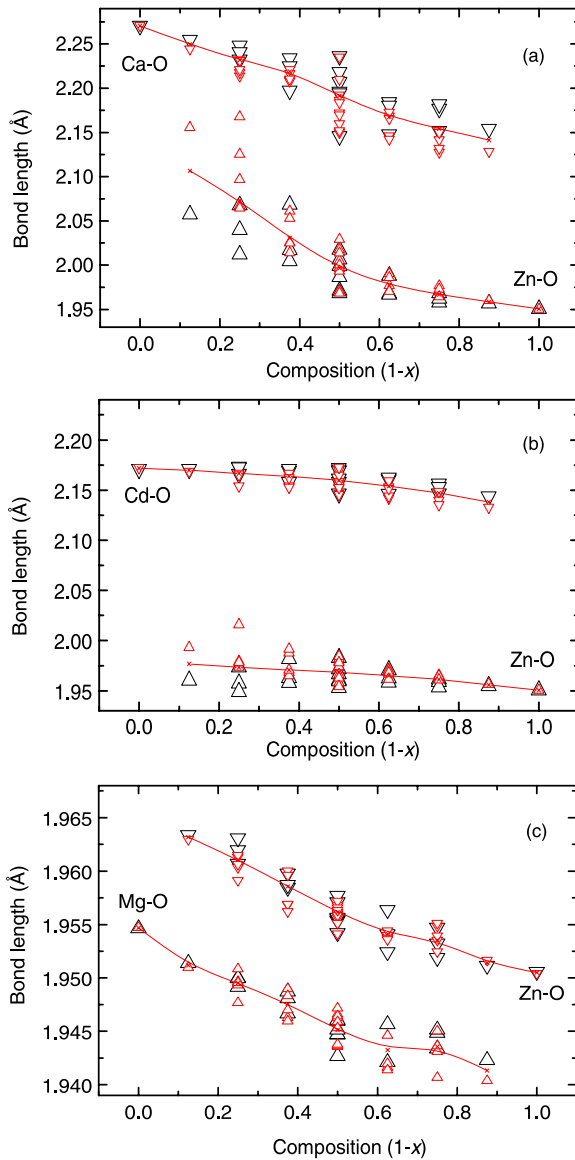 2.25
2.20
2.15
2.10
2.05
2.00
1.95
Bond length (Å)
Ca-O
(a)
Zn-O
0.0 0.2 0.4 0.6 0.8 1.0
Composition (1-x)
2.20
2.15
2.10
2.05
2.00
1.95
Bond length (Å)
(b)
Cd-O
Zn-O
0.0 0.2 0.4 0.6 0.8 1.0
Composition (1-x)
1.965
1.960
1.955
1.950
1.945
1.940
Bond length (Å)
(c)
Mg-O
Zn-O
0.0 0.2 0.4 0.6 0.8 1.0
Composition (1-x)